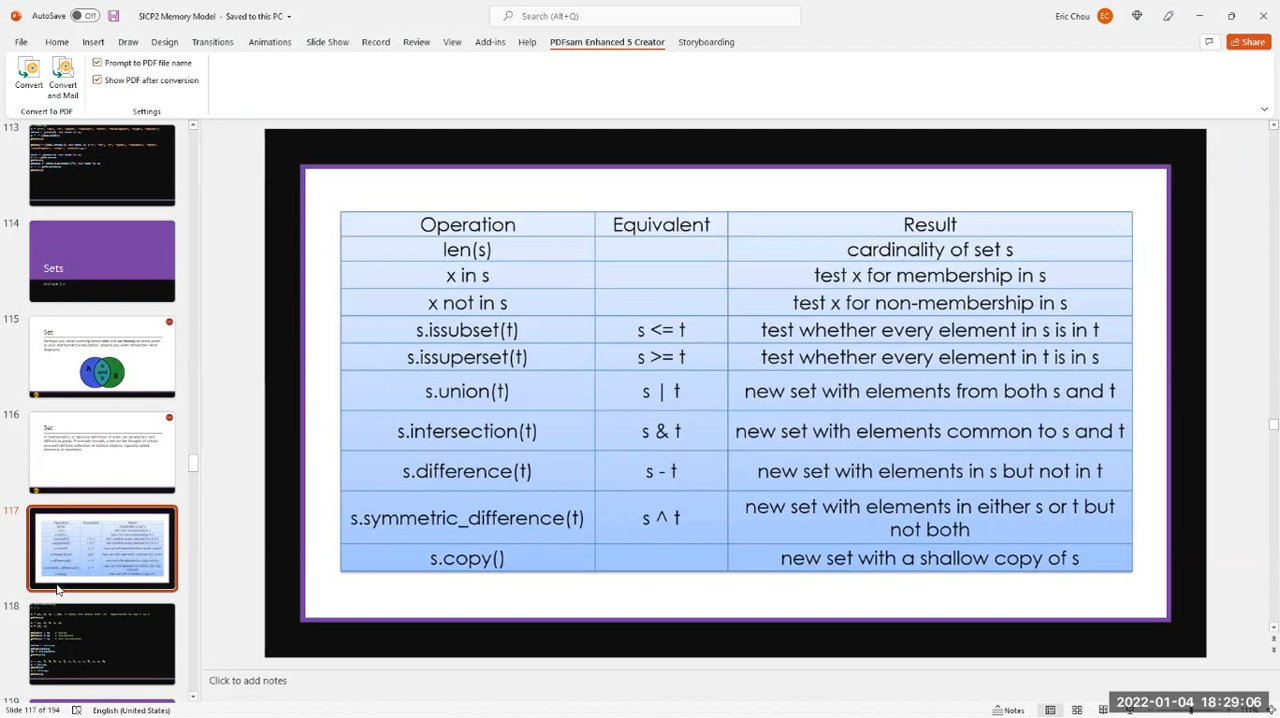 AutoSave Off SICP2 Memory Model - Saved to this PC Search (Alt+Q) Eric Chou EC
File Home Insert Draw Design Transitions Animations Slide Show Record Review View Add-ins Help PDFsam Enhanced 5 Creator Storyboarding Share
Convert Convert and Mail
Prompt to PDF file name
Show PDF after conversion
Convert To PDF Settings
113
114
Sets
115
Set
116
Set
117
118
119
Operation Equivalent Result
len(s) cardinality of set s
x in s test x for membership in s
x not in s test x for non-membership in s
s.issubset(t) s <= t test whether every element in s is in t
s.issuperset(t) s >= t test whether every element in t is in s
s.union(t) s | t new set with elements from both s and t
s.intersection(t) s & t new set with elements common to s and t
s.difference(t) s - t new set with elements in s but not in t
s.symmetric_difference(t) s ^ t new set with elements in either s or t but
not both
s.copy() new set with a shallow copy of s
Click to add notes
Slide 117 of 194 English (United States) Notes
2022-01-04 18:29:06